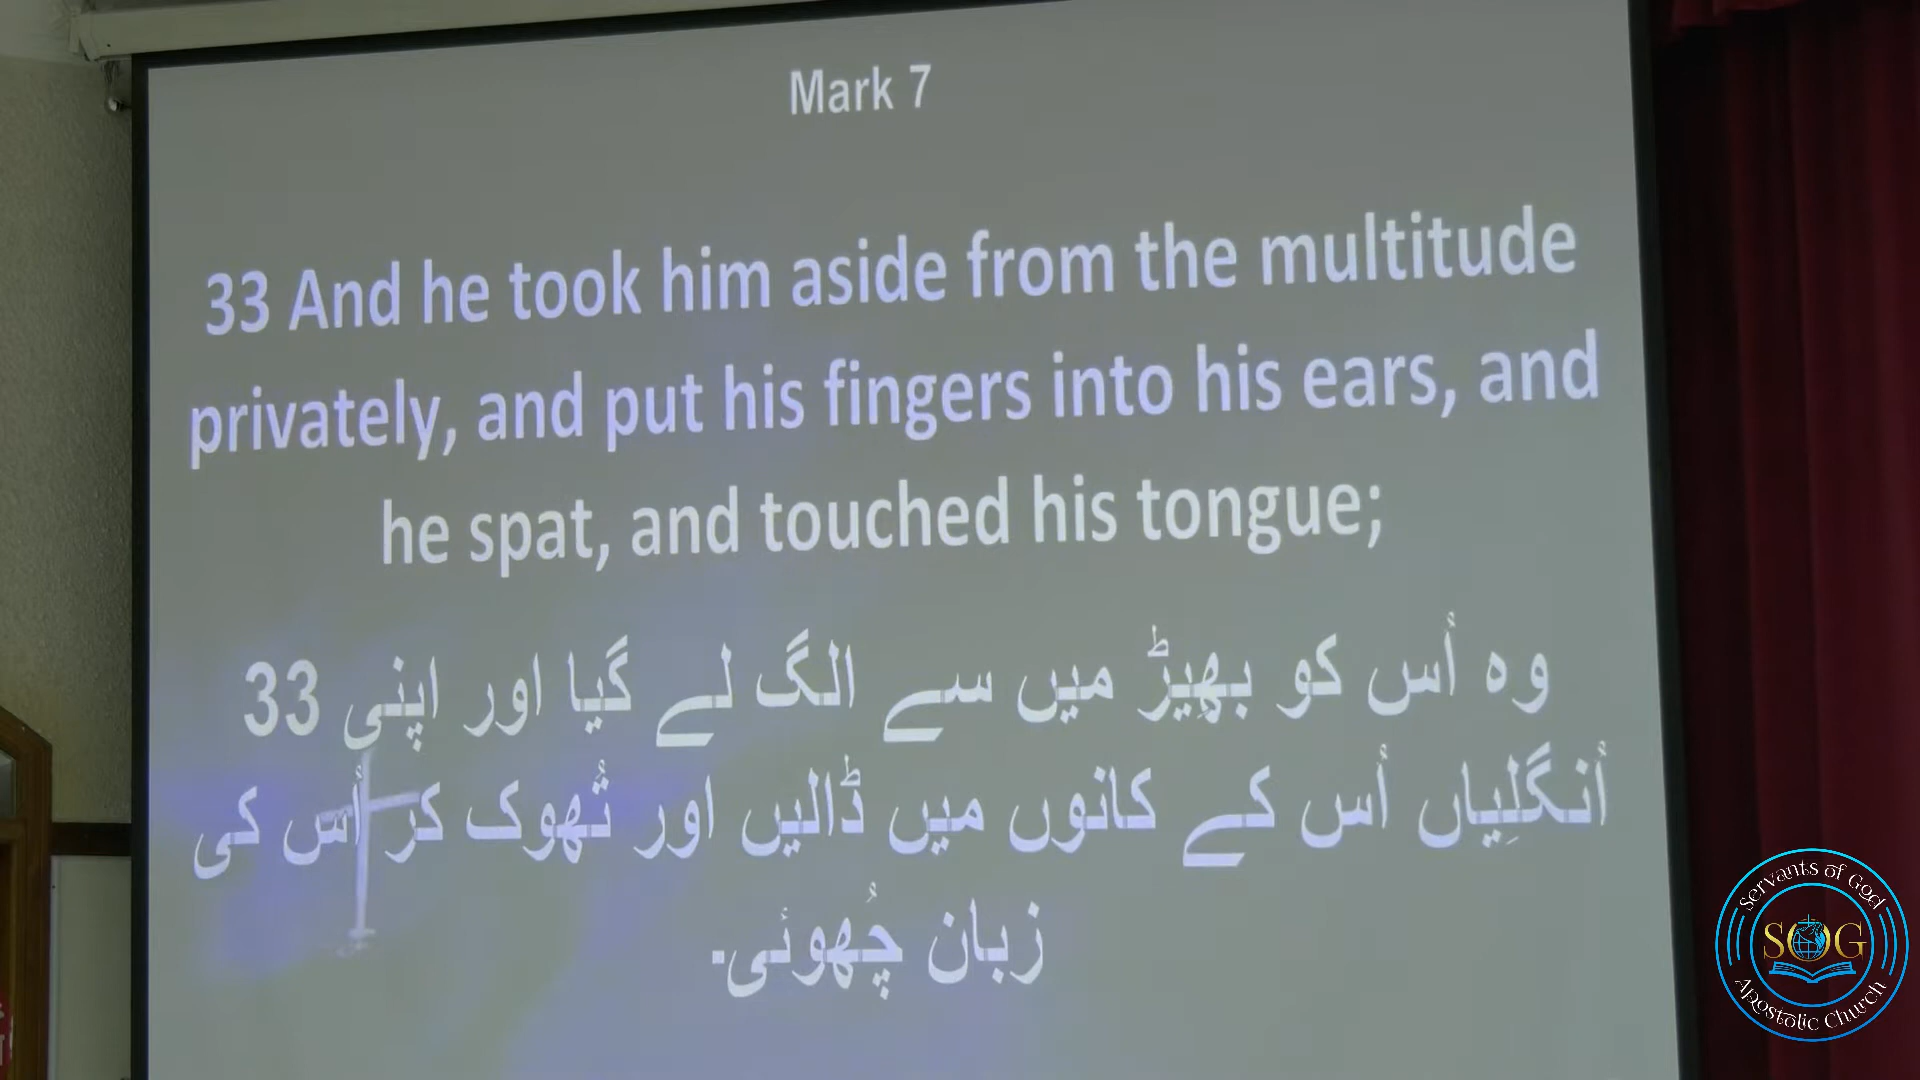 Mark 7
33 And he took him aside from the multitude
privately, and put his fingers into his ears, and
he spat, and touched his tongue;
وہ اُس کو بھِیڑ میں سے الگ لے گیا اور اپنی 33
اُنگلِیاں اُس کے کانوں میں ڈالیں اور تُھوک کر اُس کی
زبان چُھوئی.
Servants of God
SOG
Apostolic Church